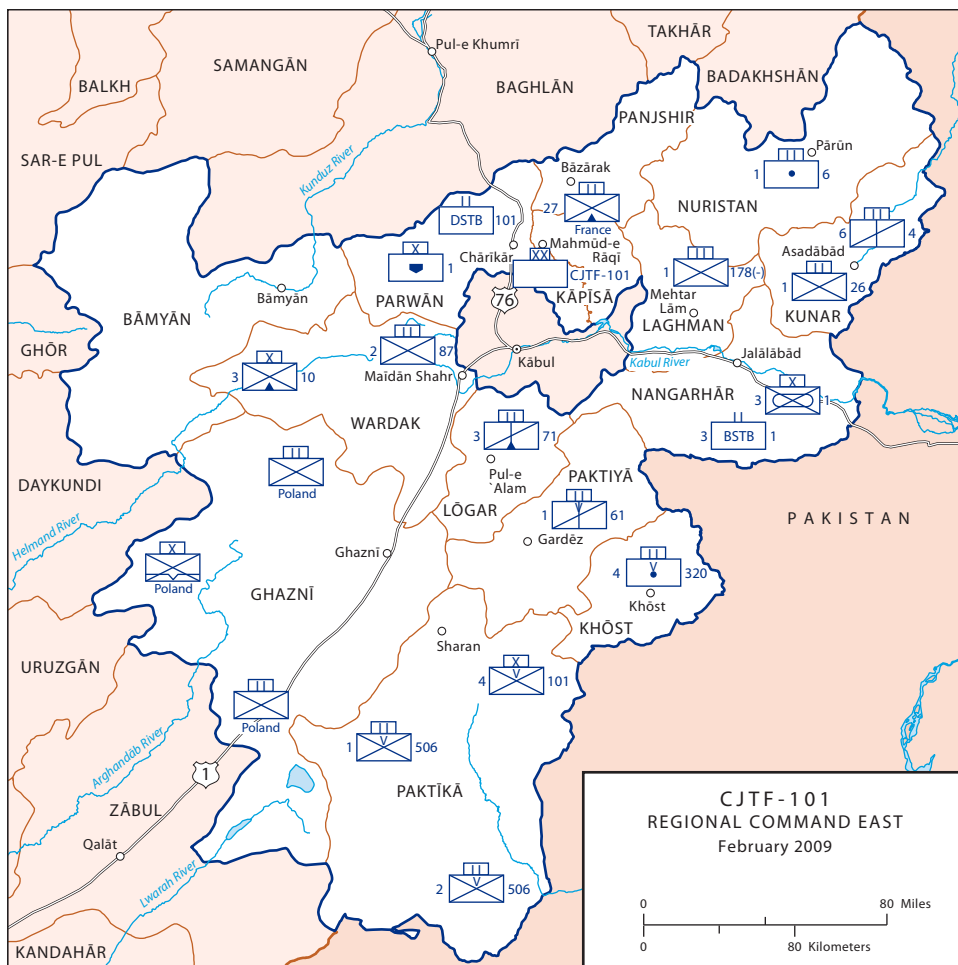 TAKHĀR
Pul-e Khumrī
SAMANGĀN
BADAKHSHĀN
BALKH
BAGHLĀN
PANJSHIR
SAR-E PUL
Kunduz River
Pārūn
Bāzārak
1 6
27
France
NURISTAN
DSTB 101
6 4
Chārīkār
Mahmūd-e
Rāqī
Asadābād
X
1
XX
CJTF-101
1 178(-)
1 26
BĀMYĀN
Bāmyān
PARWĀN
76
KĀPĪSĀ
Mehtar
Lām
KUNAR
LAGHMAN
GHŌR
2 87
Kābul
Kabul River
Jalālābād
X
3 10
Maīdān Shahr
NANGARHĀR
X
3 1
WARDAK
3 71
3 BSTB 1
Poland
Pul-e
`Alam
PAKTIYĀ
DAYKUNDI
LŌGAR
V
1 61
PAKISTAN
Helmand River
Gardēz
Ghaznī
X
Poland
V
4 320
GHAZNĪ
Khōst
KHŌST
Sharan
URUZGĀN
X
V
4 101
Poland
V
1 506
Arghandāb River
1
ZĀBUL
PAKTĪKĀ
CJTF-101
REGIONAL COMMAND EAST
February 2009
Qalāt
Lwarah River
V
2 506
0 80 Miles
0 80 Kilometers
KANDAHĀR